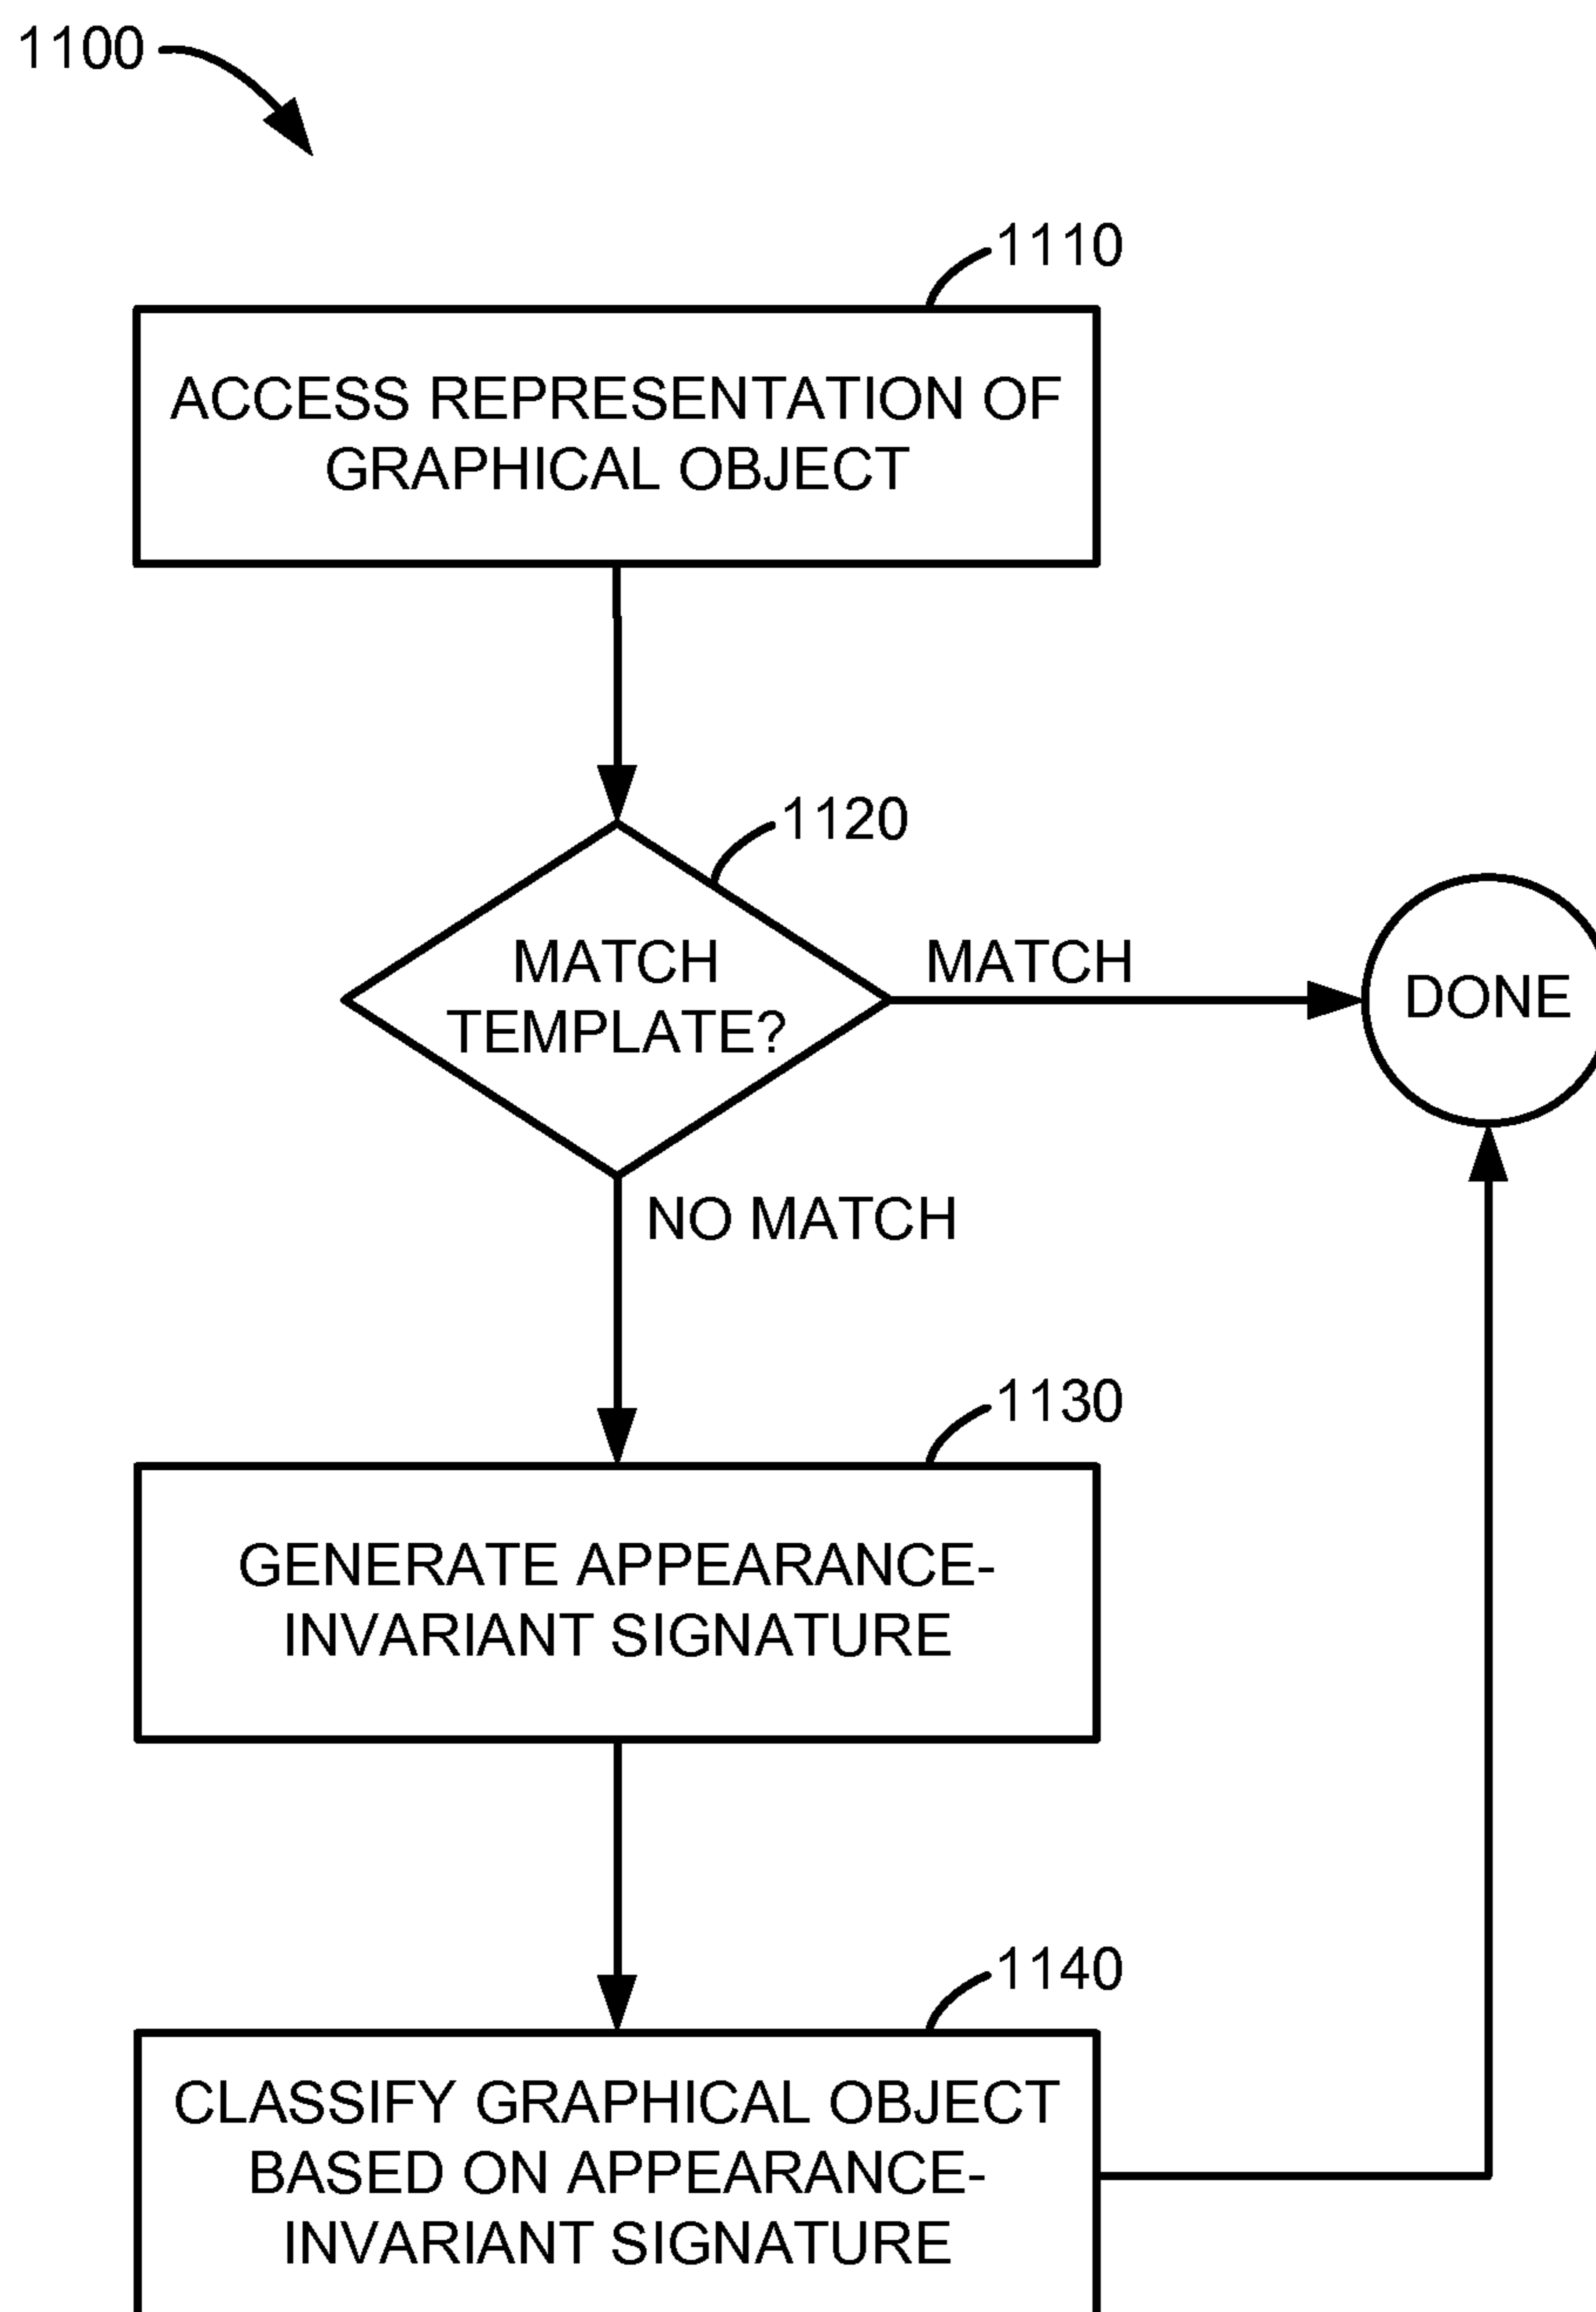 1100
1110
ACCESS REPRESENTATION OF
GRAPHICAL OBJECT
1120
MATCH
TEMPLATE?
MATCH
DONE
NO MATCH
1130
GENERATE APPEARANCE-
INVARIANT SIGNATURE
1140
CLASSIFY GRAPHICAL OBJECT
BASED ON APPEARANCE-
INVARIANT SIGNATURE